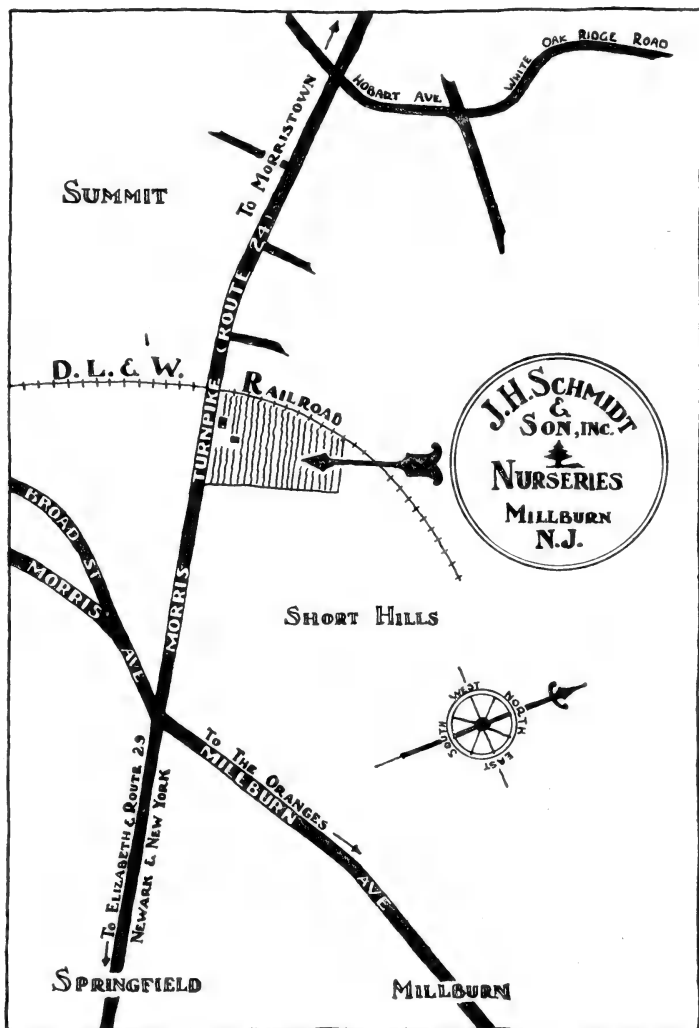 WHITE OAK RIDGE ROAD
HOBART AVE
TO MORRISTOWN
SUMMIT
MORRIS TURNPIKE (ROUTE 24)
D. L. & W. RAILROAD
J.H. SCHMIDT
&
SON, INC.
NURSERIES
MILLBURN
N.J.
BROAD ST
MORRIS AVE
SHORT HILLS
WEST NORTH
SOUTH EAST
TO THE ORANGES
MILLBURN AVE
TO ELIZABETH & ROUTE 29
NEWARK & NEW YORK
SPRINGFIELD
MILLBURN